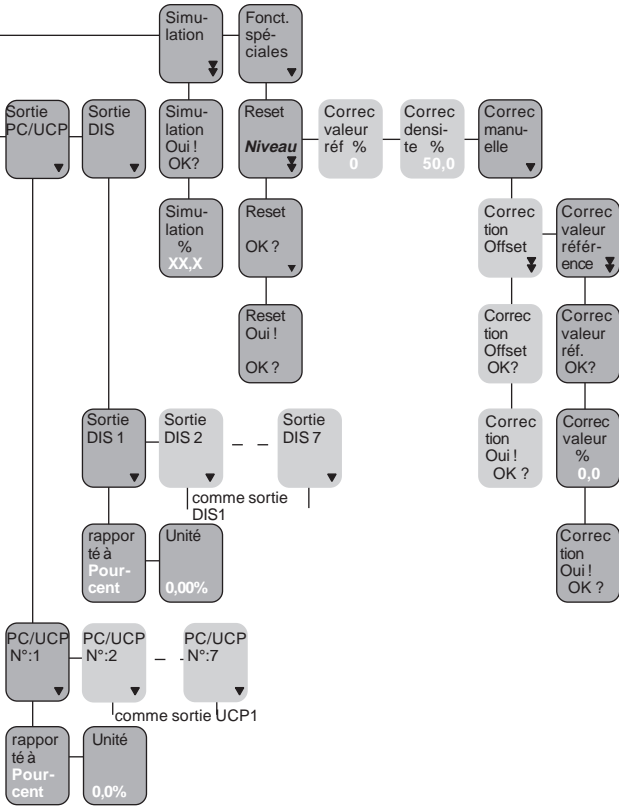 Simu-
lation
Fonct.
spé-
ciales
Sortie
PC/UCP
Sortie
DIS
Simu-
lation
Oui !
OK?
Reset
Niveau
Correc
valeur
réf %
0
Correc
densi-
te %
50,0
Correc
manu-
elle
Simu-
lation
%
XX,X
Reset
OK ?
Correc
tion
Offset
Correc
valeur
référ-
ence
Reset
Oui !
OK ?
Correc
tion
Offset
OK?
Correc
valeur
réf.
OK?
Sortie
DIS 1
Sortie
DIS 2
Sortie
DIS 7
Correc
tion
Oui !
OK ?
Correc
valeur
%
0,0
comme sortie
DIS1
rappor
té à
Pour-
cent
Unité
0,00%
Correc
tion
Oui !
OK ?
PC/UCP
N°:1
PC/UCP
N°:2
PC/UCP
N°:7
comme sortie UCP1
rappor
té à
Pour-
cent
Unité
0,0%